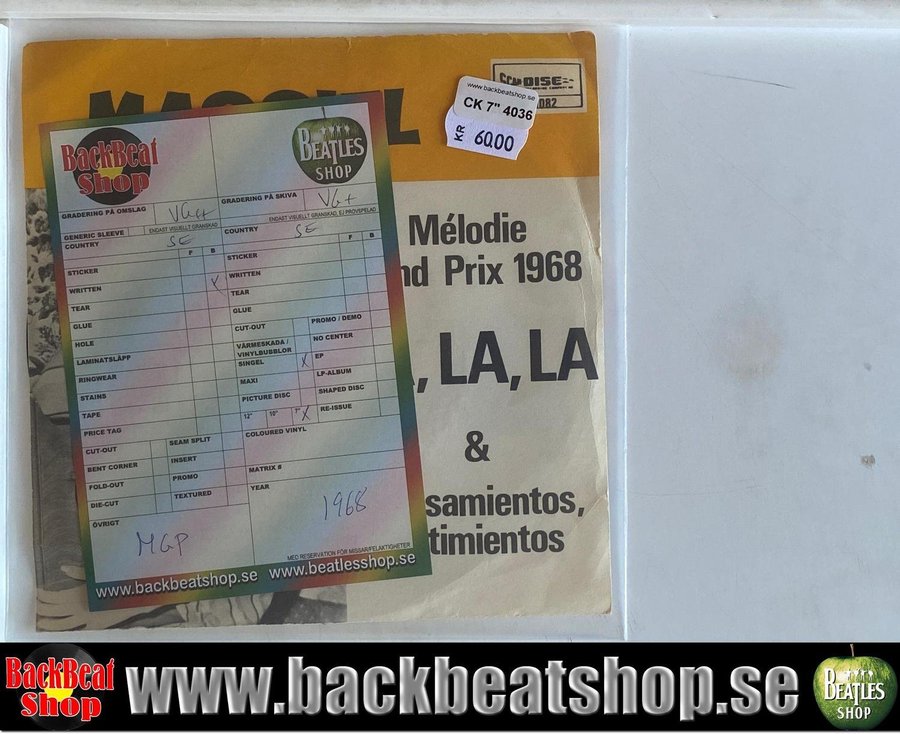 www.backbeatshop.se
CK 7" 4036
KR 60.00
DISE
082
BackBeat
Shop
BEATLES
SHOP
GRADERING PÅ OMSLAG VG+
ENDAST VISUELLT GRANSKAD
GENERIC SLEEVE
COUNTRY SE
F B
STICKER
WRITTEN X
TEAR
GLUE
HOLE
LAMINATSLÄPP
RINGWEAR
STAINS
TAPE
PRICE TAG
CUT-OUT SEAM SPLIT
BENT CORNER INSERT
FOLD-OUT PROMO
DIE-CUT TEXTURED
ÖVRIGT
MGP
GRADERING PÅ SKIVA VG+
ENDAST VISUELLT GRANSKAD, EJ PROVSPELAD
COUNTRY SE
F B
STICKER
WRITTEN
TEAR
GLUE
CUT-OUT PROMO / DEMO
VÄRMESKADA / NO CENTER
VINYLBUBBLOR
SINGEL X EP
MAXI LP-ALBUM
PICTURE DISC SHAPED DISC
12" 10" 7" X RE-ISSUE
COLOURED VINYL
MATRIX #
YEAR
1968
MED RESERVATION FÖR MISSAR/FELAKTIGHETER
www.backbeatshop.se www.beatlesshop.se
Mélodie
nd Prix 1968
, LA, LA
&
samientos,
timientos
BackBeat
Shop
www.backbeatshop.se
BEATLES
SHOP